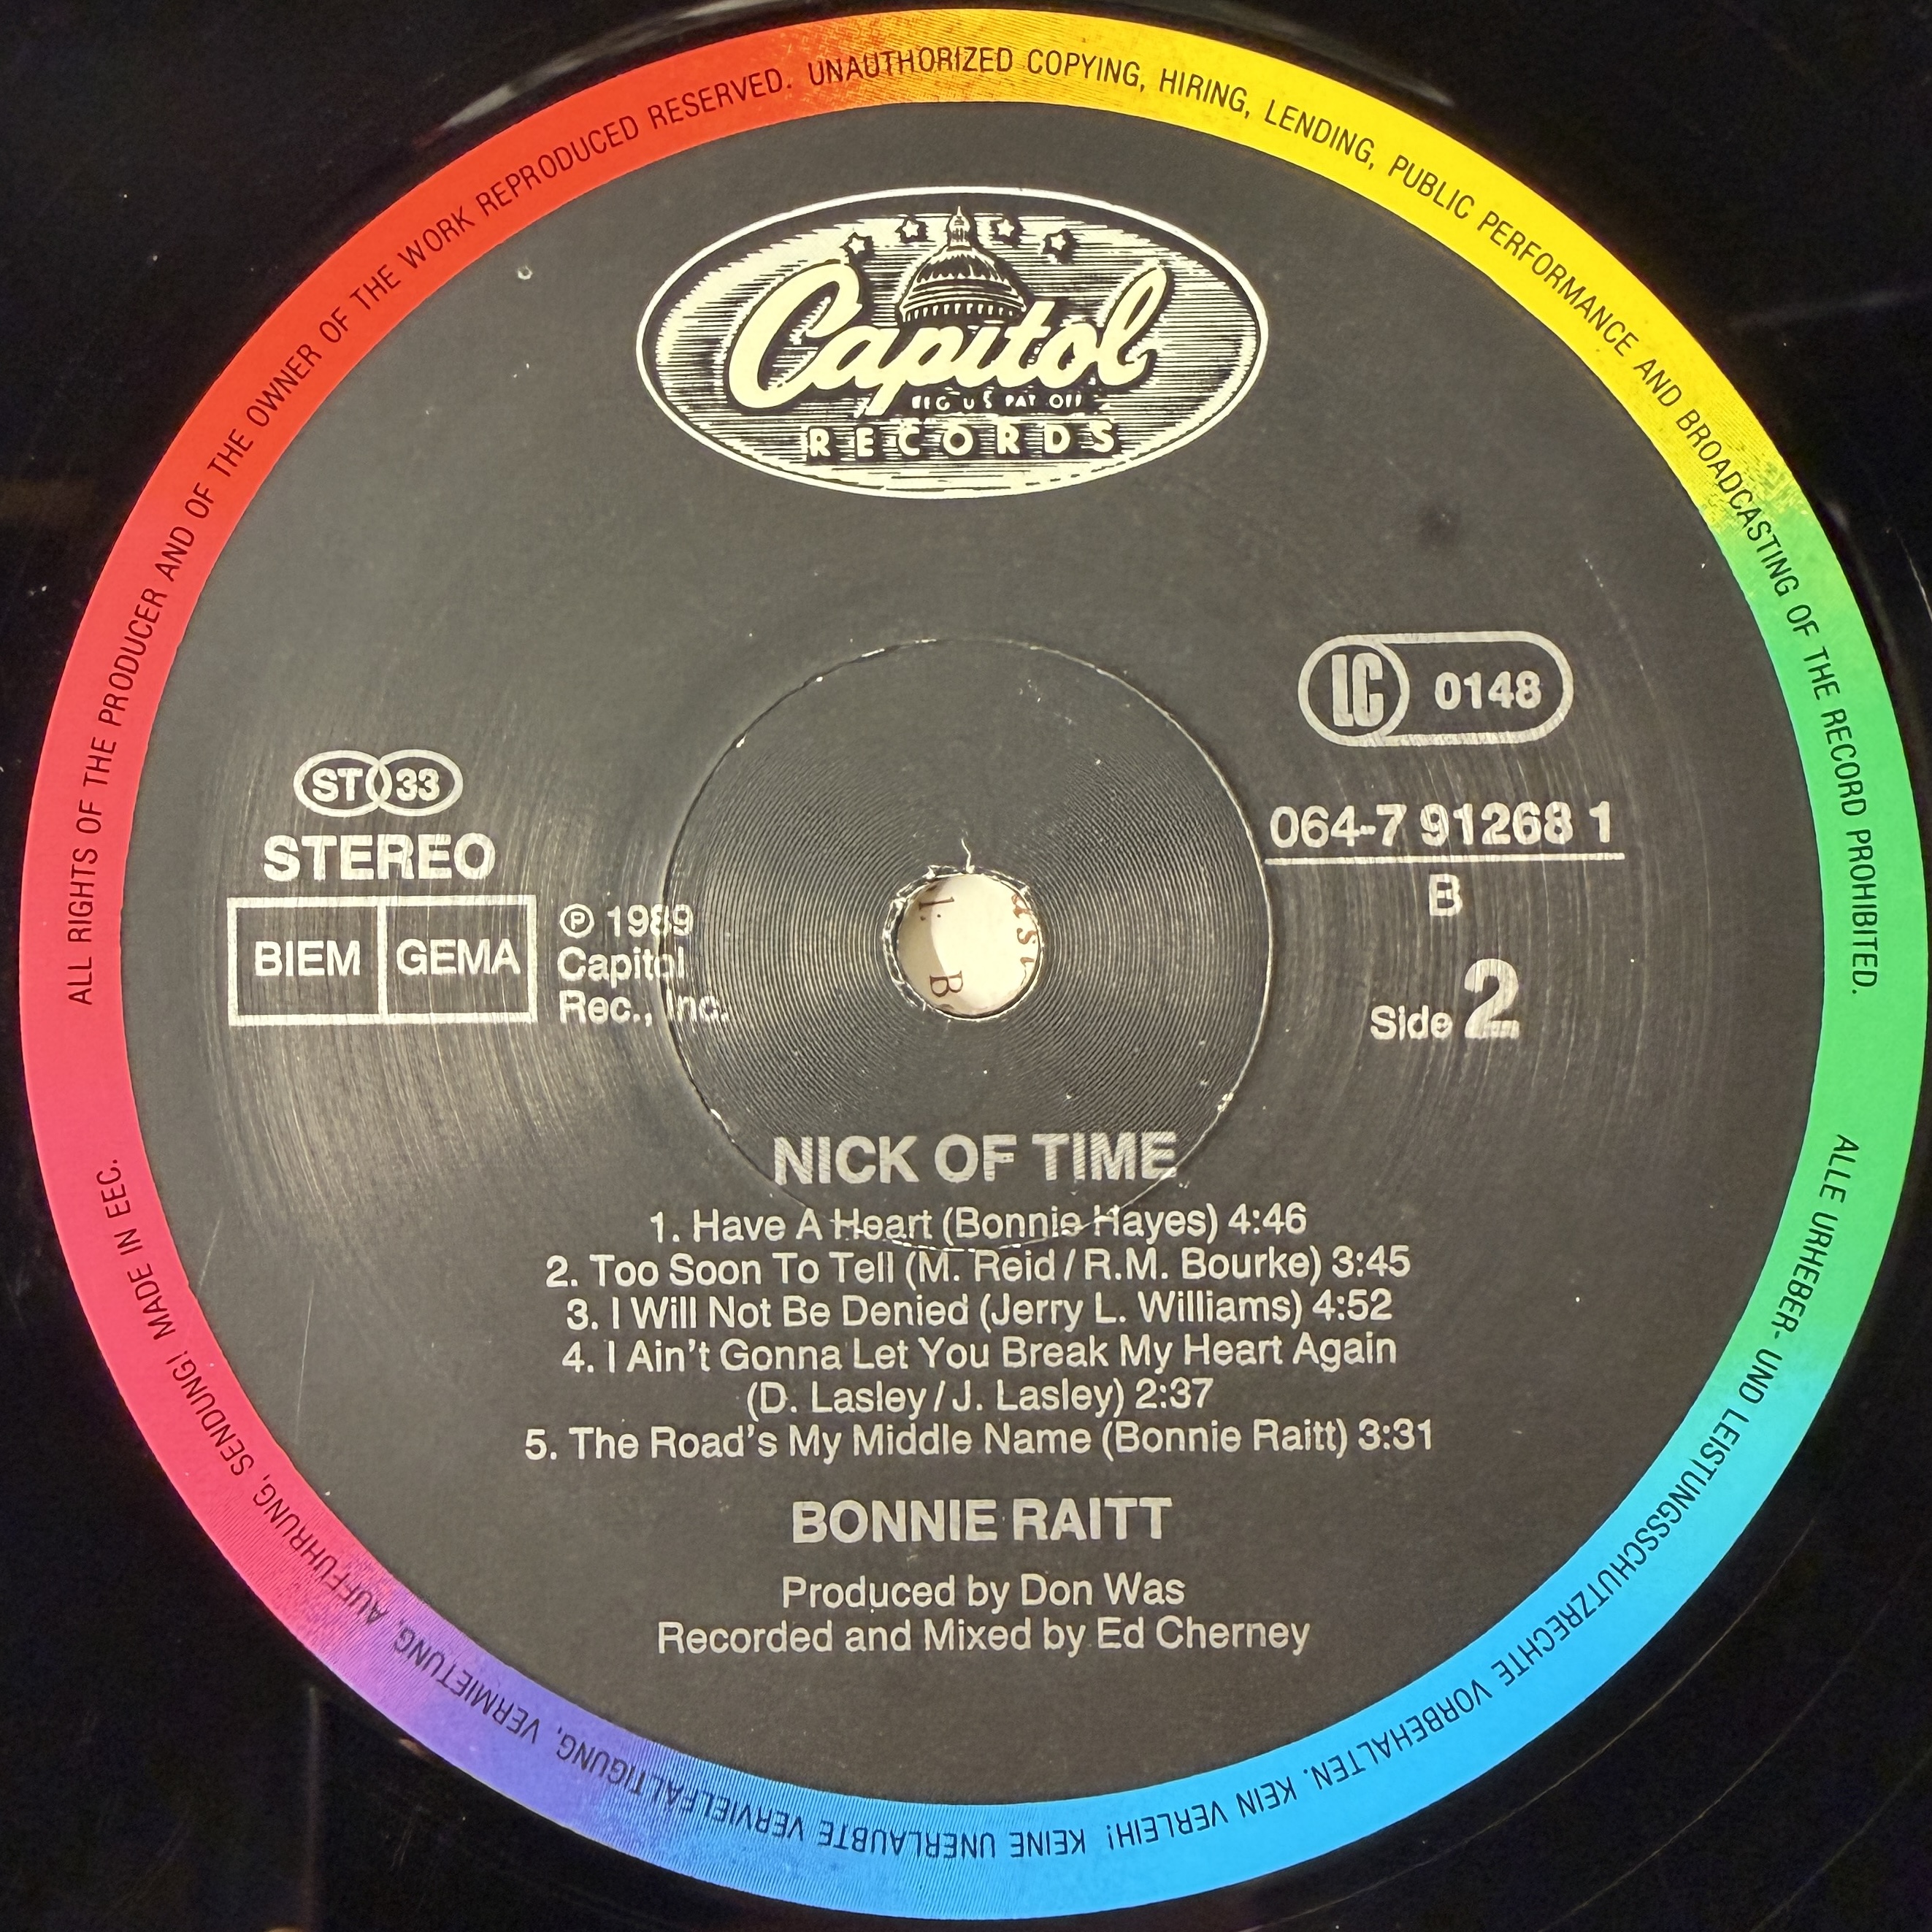 ALL RIGHTS OF THE PRODUCER AND OF THE OWNER OF THE WORK REPRODUCED RESERVED. UNAUTHORIZED COPYING, HIRING, LENDING, PUBLIC PERFORMANCE AND BROADCASTING OF THE RECORD PROHIBITED.
Capitol
REG U S PAT OFF
RECORDS
LC 0148
ST 33
STEREO
BIEM GEMA
℗ 1989
Capitol
Rec., Inc.
064-7 91268 1
B
Side 2
NICK OF TIME
1. Have A Heart (Bonnie Hayes) 4:46
2. Too Soon To Tell (M. Reid / R.M. Bourke) 3:45
3. I Will Not Be Denied (Jerry L. Williams) 4:52
4. I Ain't Gonna Let You Break My Heart Again
(D. Lasley / J. Lasley) 2:37
5. The Road's My Middle Name (Bonnie Raitt) 3:31
BONNIE RAITT
Produced by Don Was
Recorded and Mixed by Ed Cherney
ALLE URHEBER- UND LEISTUNGSSCHUTZRECHTE VORBEHALTEN. KEIN VERLEIH! KEINE UNERLAUBTE VERVIELFÄLTIGUNG, VERMIETUNG, AUFFÜHRUNG, SENDUNG! MADE IN EEC.